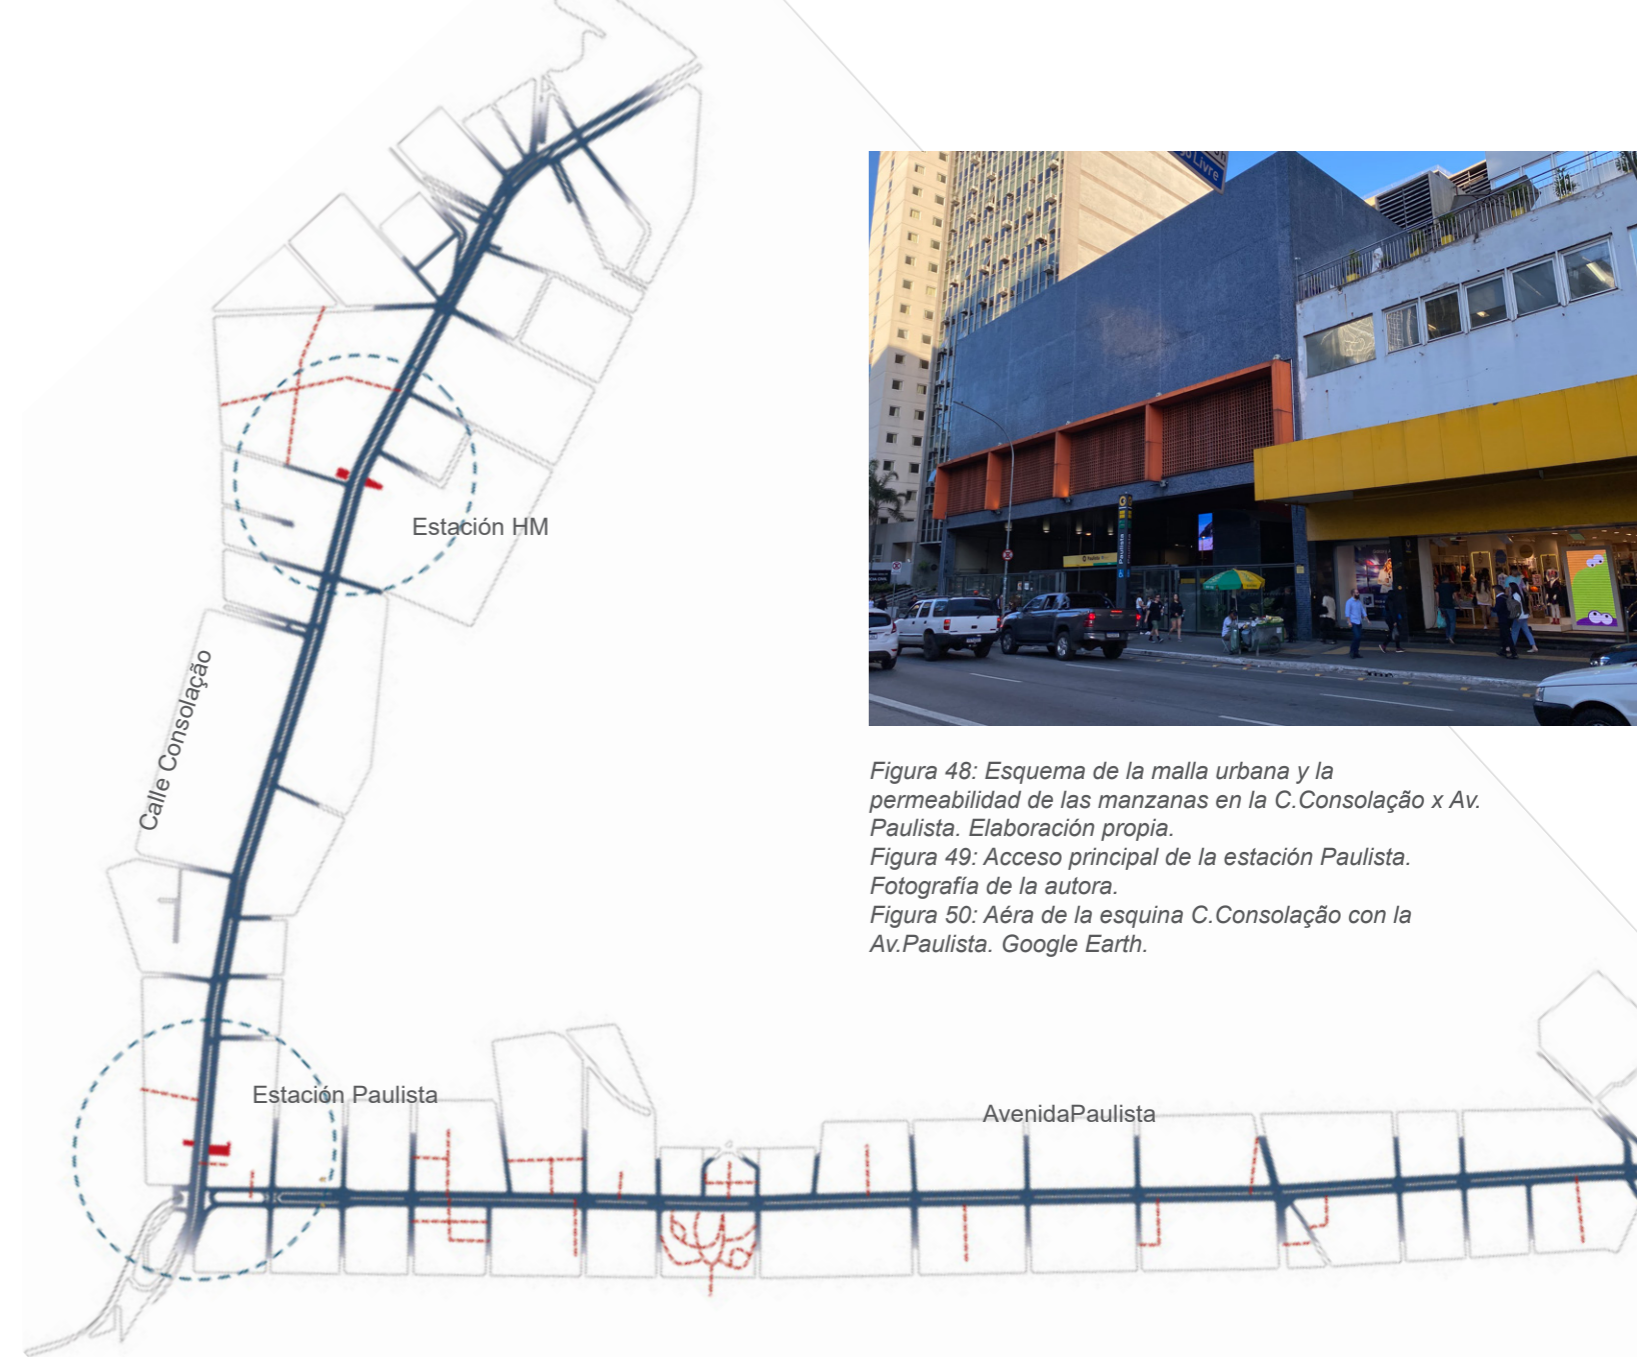 Livre
Paulista
Estación HM
Calle Consolação
Figura 48: Esquema de la malla urbana y la
permeabilidad de las manzanas en la C.Consolação x Av.
Paulista. Elaboración propia.
Figura 49: Acceso principal de la estación Paulista.
Fotografía de la autora.
Figura 50: Aéra de la esquina C.Consolação con la
Av.Paulista. Google Earth.
Estación Paulista
AvenidaPaulista